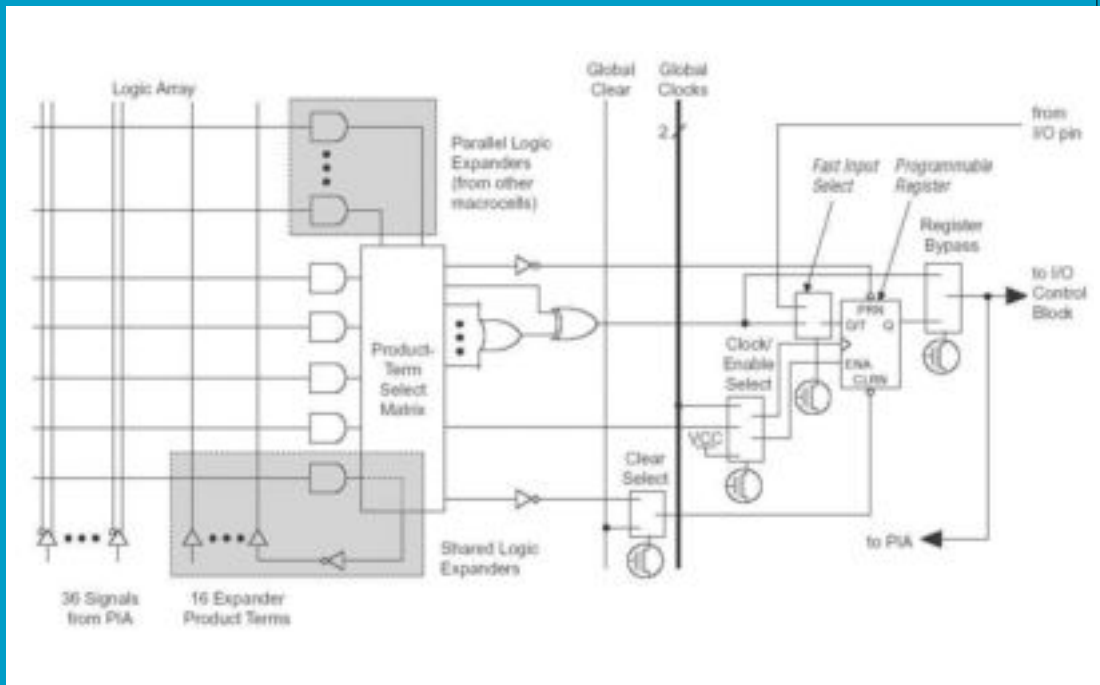 Logic Array
Global
Clear
Global
Clocks
2
from
I/O pin
Parallel Logic
Expanders
(from other
macrocells)
Fast Input
Select
Programmable
Register
Register
Bypass
to I/O
Control
Block
PRN
D/T Q
ENA
CLRN
Clock/
Enable
Select
Product-
Term
Select
Matrix
VCC
Clear
Select
to PIA
Shared Logic
Expanders
36 Signals
from PIA
16 Expander
Product Terms